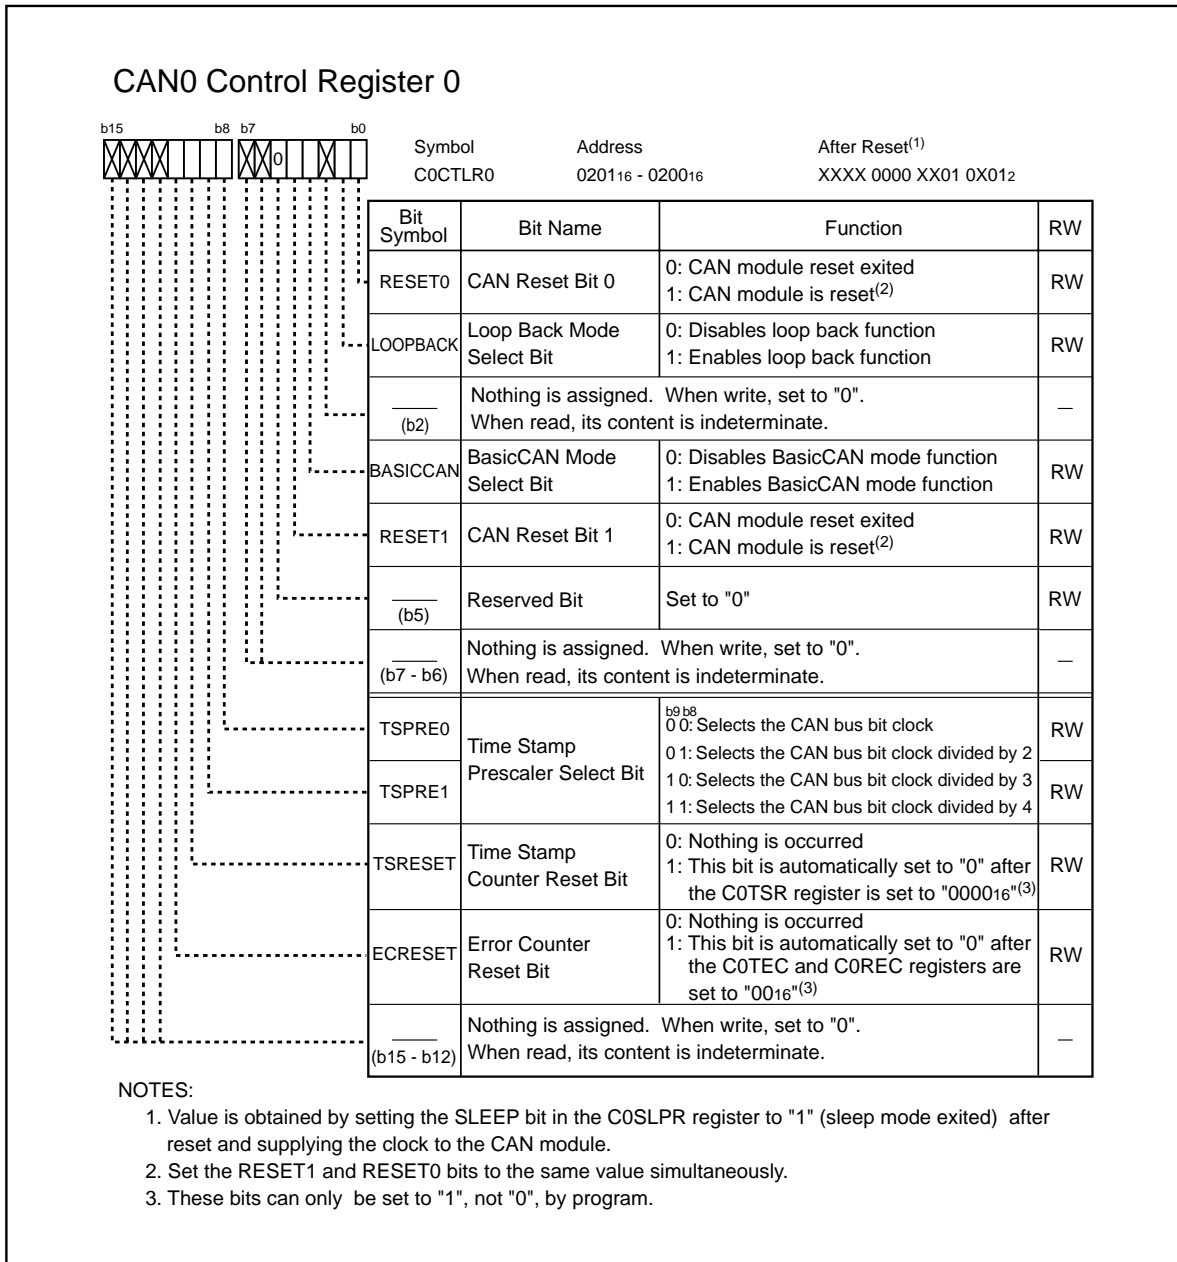 CAN0 Control Register 0
b15 b8 b7 b0
0
Symbol Address After Reset(1)
C0CTLR0 020116 - 020016 XXXX 0000 XX01 0X012
Bit Symbol Bit Name Function RW
RESET0 CAN Reset Bit 0 0: CAN module reset exited
1: CAN module is reset(2) RW
LOOPBACK Loop Back Mode Select Bit 0: Disables loop back function
1: Enables loop back function RW
(b2) Nothing is assigned. When write, set to "0".
When read, its content is indeterminate. —
BASICCAN BasicCAN Mode Select Bit 0: Disables BasicCAN mode function
1: Enables BasicCAN mode function RW
RESET1 CAN Reset Bit 1 0: CAN module reset exited
1: CAN module is reset(2) RW
(b5) Reserved Bit Set to "0" RW
(b7 - b6) Nothing is assigned. When write, set to "0".
When read, its content is indeterminate. —
TSPRE0 Time Stamp Prescaler Select Bit b9 b8
0 0: Selects the CAN bus bit clock RW
0 1: Selects the CAN bus bit clock divided by 2
TSPRE1 1 0: Selects the CAN bus bit clock divided by 3
1 1: Selects the CAN bus bit clock divided by 4 RW
TSRESET Time Stamp Counter Reset Bit 0: Nothing is occurred
1: This bit is automatically set to "0" after
the C0TSR register is set to "000016"(3) RW
ECRESET Error Counter Reset Bit 0: Nothing is occurred
1: This bit is automatically set to "0" after
the C0TEC and C0REC registers are
set to "0016"(3) RW
(b15 - b12) Nothing is assigned. When write, set to "0".
When read, its content is indeterminate. —
NOTES:
1. Value is obtained by setting the SLEEP bit in the C0SLPR register to "1" (sleep mode exited) after
reset and supplying the clock to the CAN module.
2. Set the RESET1 and RESET0 bits to the same value simultaneously.
3. These bits can only be set to "1", not "0", by program.